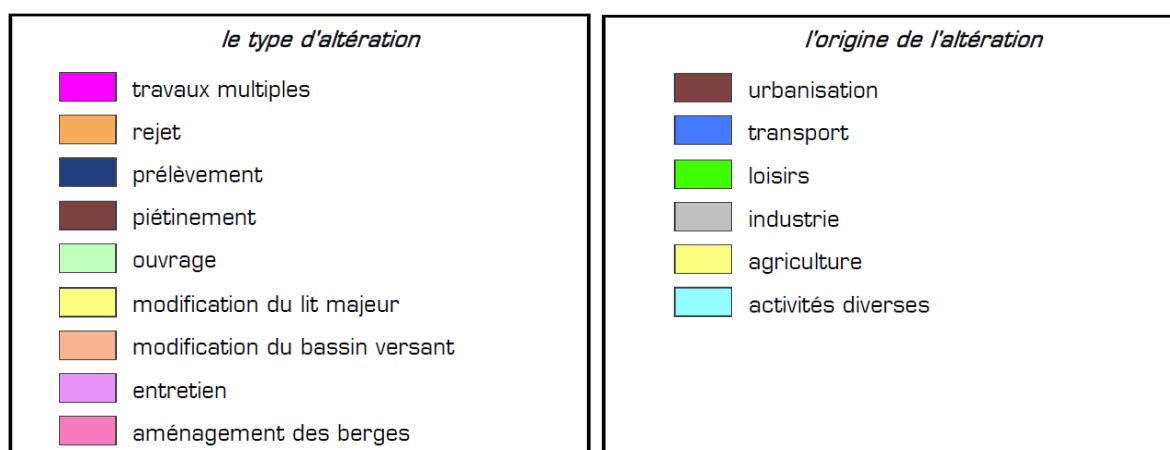 le type d'altération
travaux multiples
rejet
prélèvement
piétinement
ouvrage
modification du lit majeur
modification du bassin versant
entretien
aménagement des berges
l'origine de l'altération
urbanisation
transport
loisirs
industrie
agriculture
activités diverses